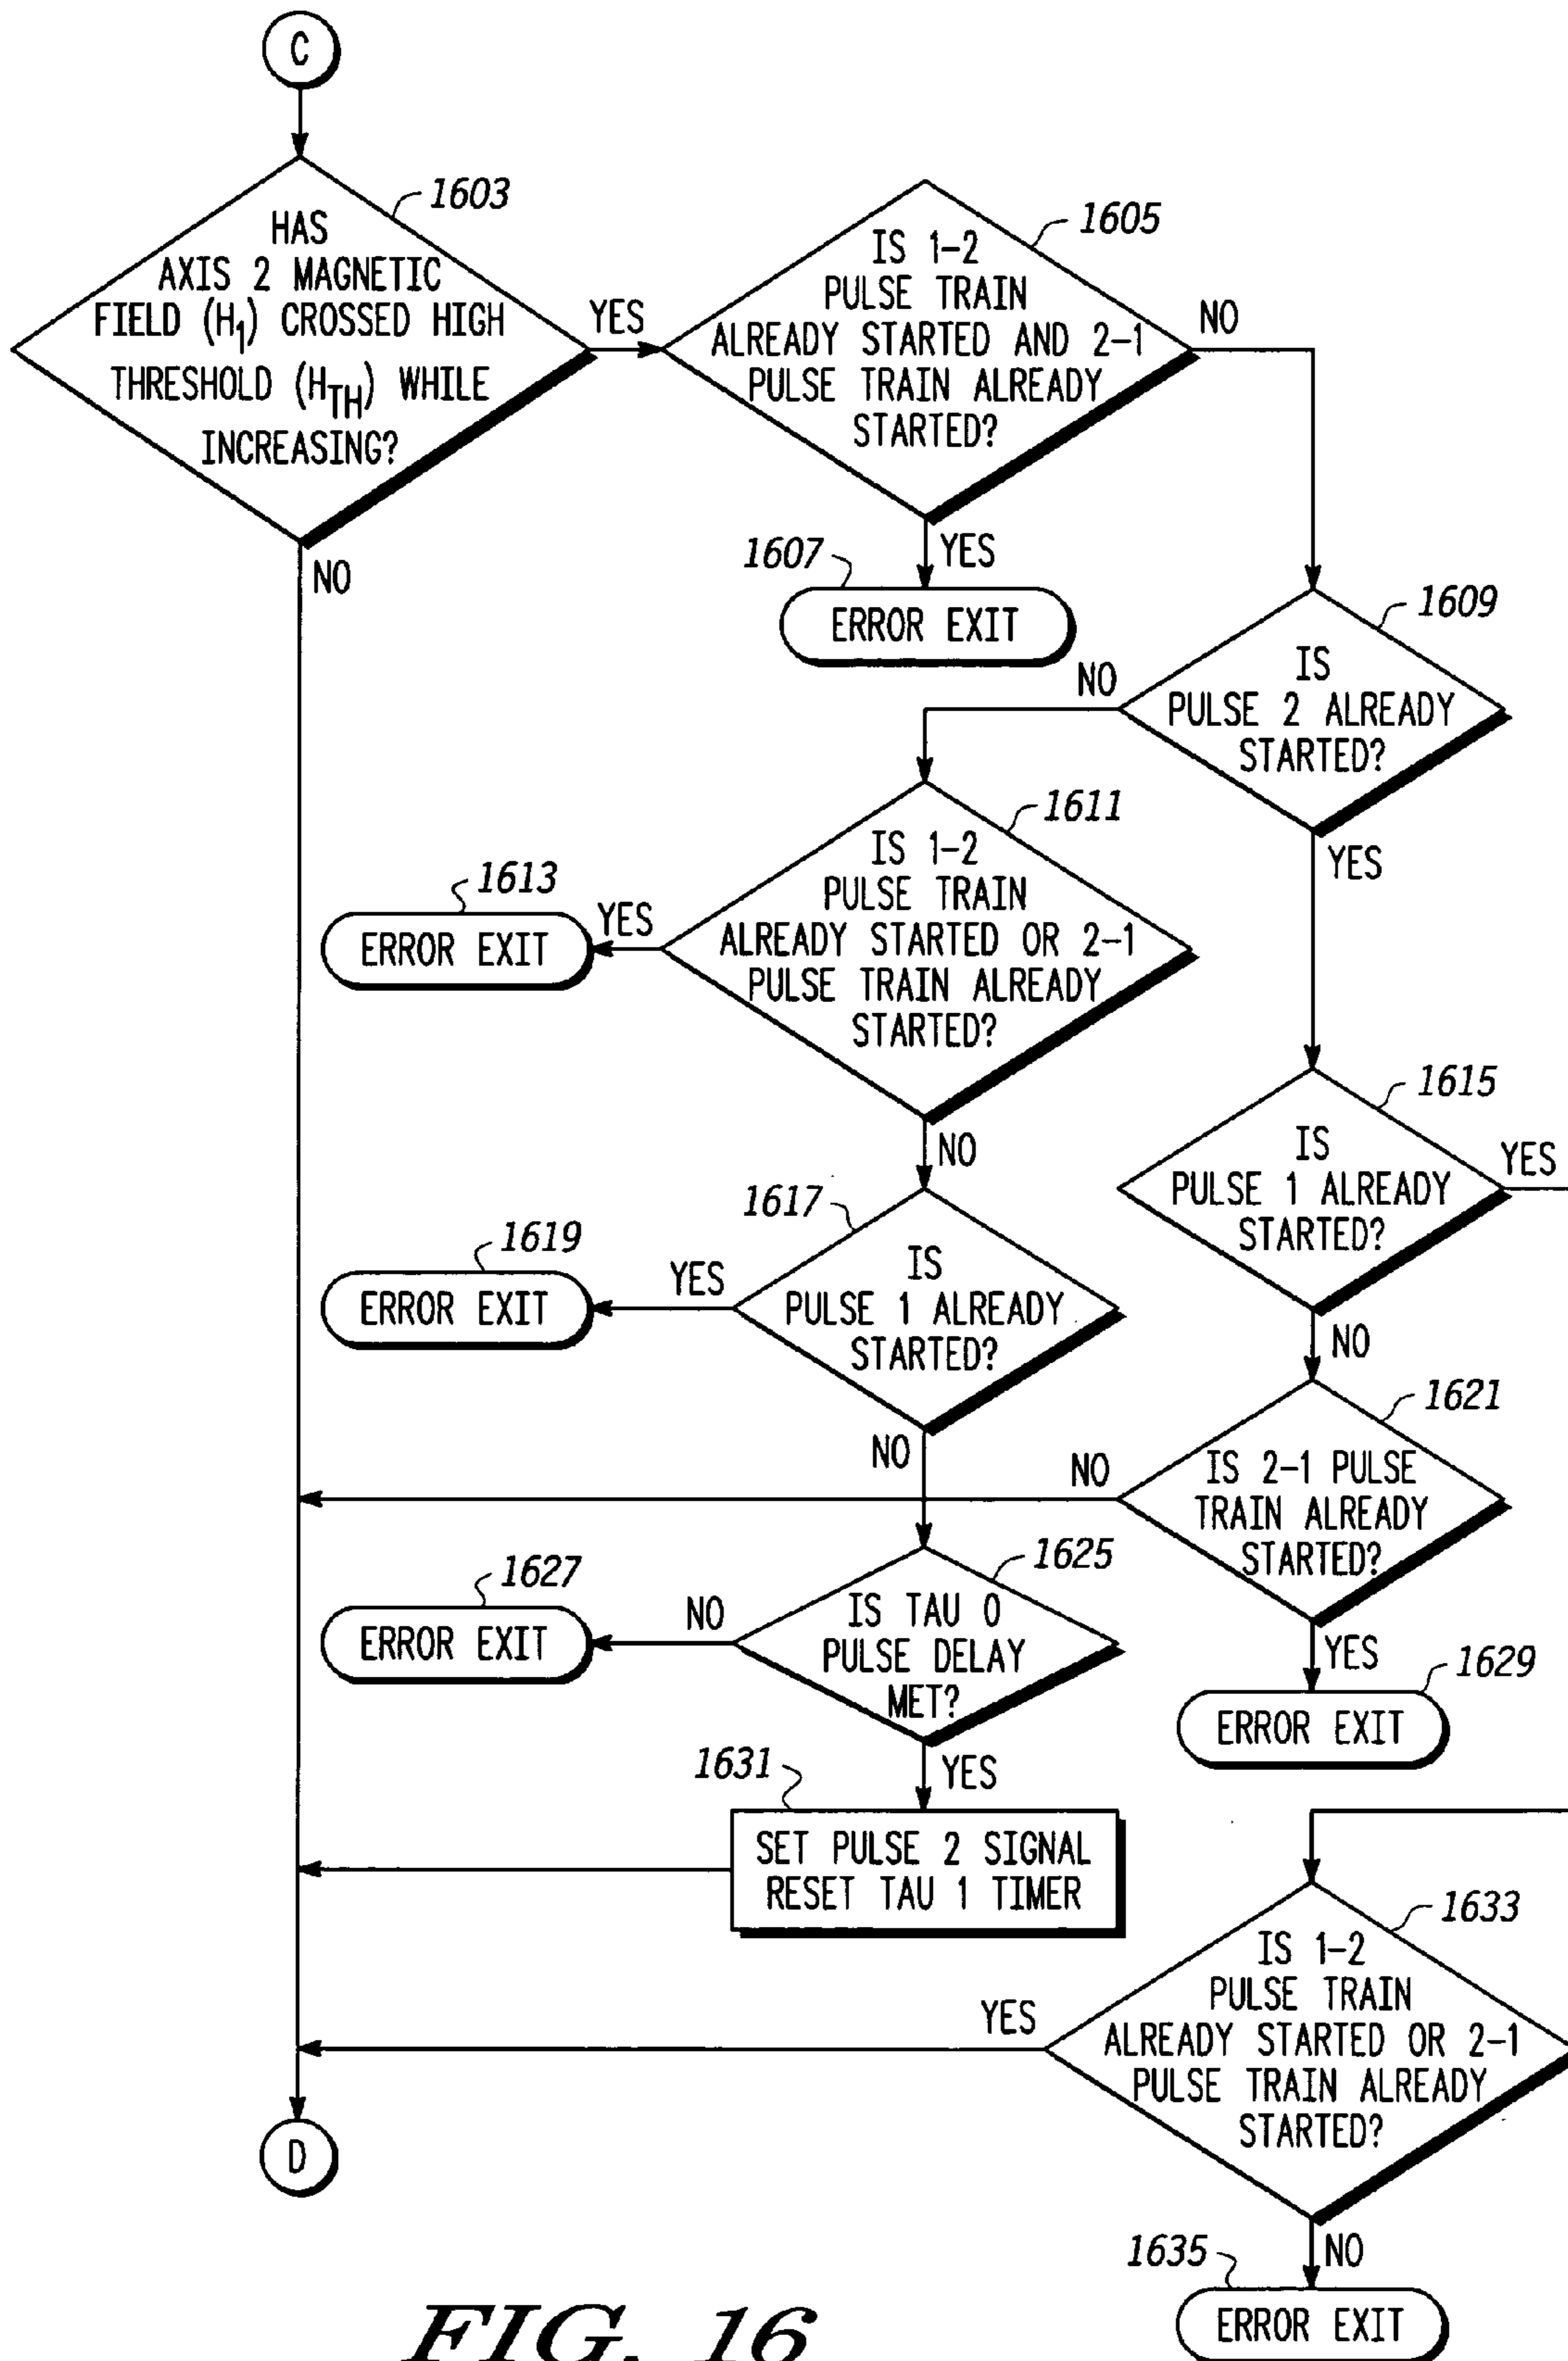 C
1603
HAS
AXIS 2 MAGNETIC
FIELD (H1) CROSSED HIGH
THRESHOLD (HTH) WHILE
INCREASING?
YES
NO
1605
IS 1-2
PULSE TRAIN
ALREADY STARTED AND 2-1
PULSE TRAIN ALREADY
STARTED?
NO
YES
1607
ERROR EXIT
1609
IS
PULSE 2 ALREADY
STARTED?
NO
YES
1611
IS 1-2
PULSE TRAIN
ALREADY STARTED OR 2-1
PULSE TRAIN ALREADY
STARTED?
YES
1613
ERROR EXIT
NO
1615
IS
PULSE 1 ALREADY
STARTED?
YES
NO
1617
IS
PULSE 1 ALREADY
STARTED?
YES
1619
ERROR EXIT
NO
1621
IS 2-1 PULSE
TRAIN ALREADY
STARTED?
NO
YES
1625
IS TAU 0
PULSE DELAY
MET?
NO
1627
ERROR EXIT
YES
1629
ERROR EXIT
1631
SET PULSE 2 SIGNAL
RESET TAU 1 TIMER
1633
IS 1-2
PULSE TRAIN
ALREADY STARTED OR 2-1
PULSE TRAIN ALREADY
STARTED?
YES
D
NO
1635
ERROR EXIT
FIG. 16